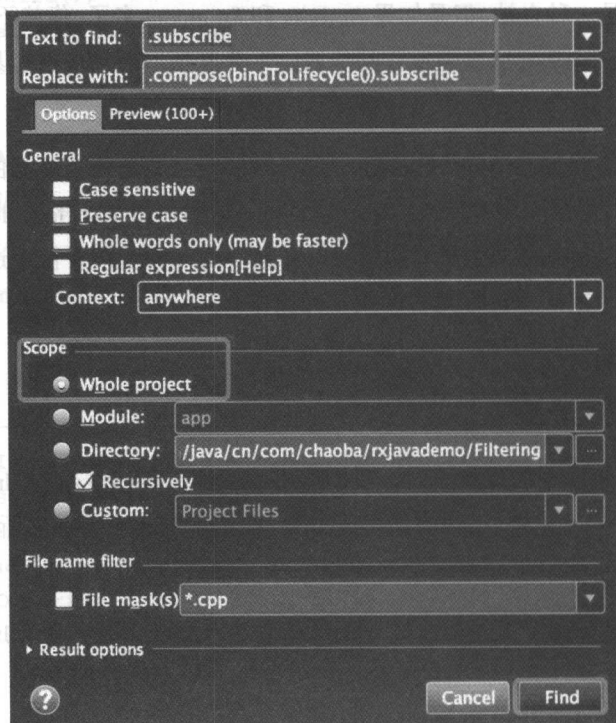 Text to find: .subscribe
Replace with: .compose(bindToLifecycle()).subscribe
Options Preview (100+)
General
Case sensitive
Preserve case
Whole words only (may be faster)
Regular expression[Help]
Context: anywhere
Scope
Whole project
Module: app
Directory: /java/cn/com/chaoba/rxjavademo/Filtering ...
Recursively
Custom: Project Files ...
File name filter
File mask(s) *.cpp
Result options
? Cancel Find